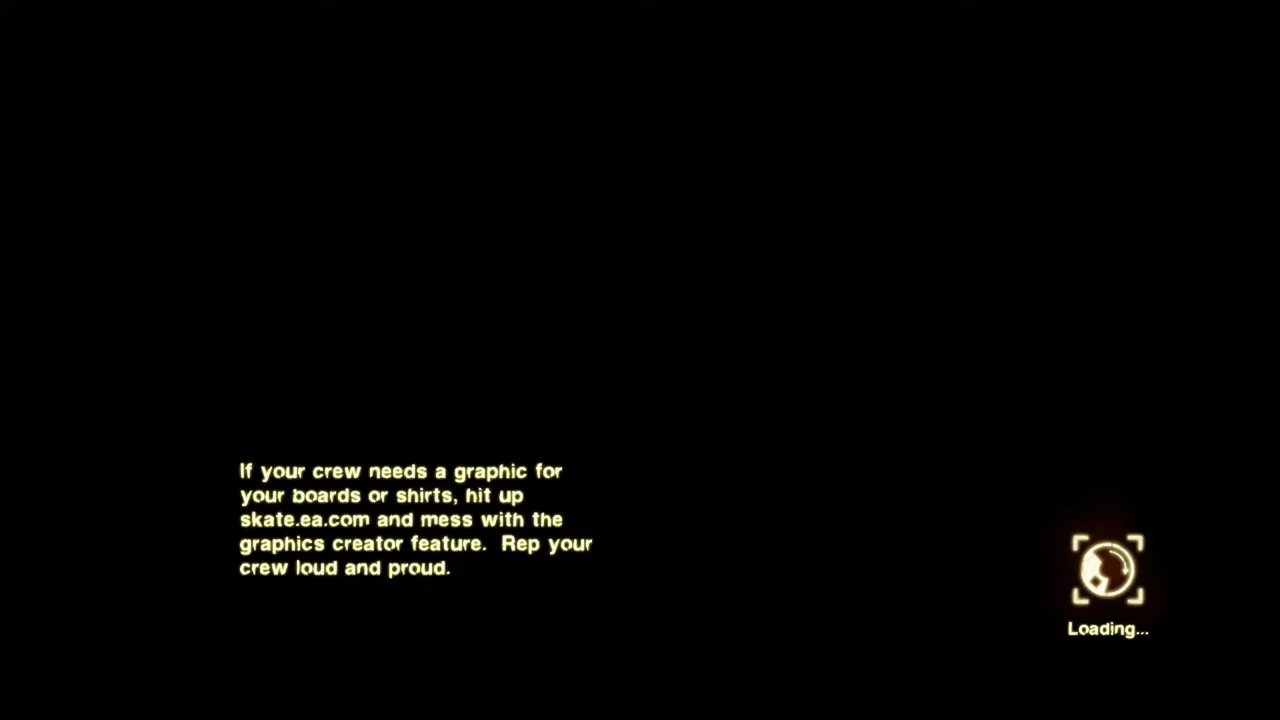 If your crew needs a graphic for
your boards or shirts, hit up
skate.ea.com and mess with the
graphics creator feature.  Rep your
crew loud and proud.
Loading...